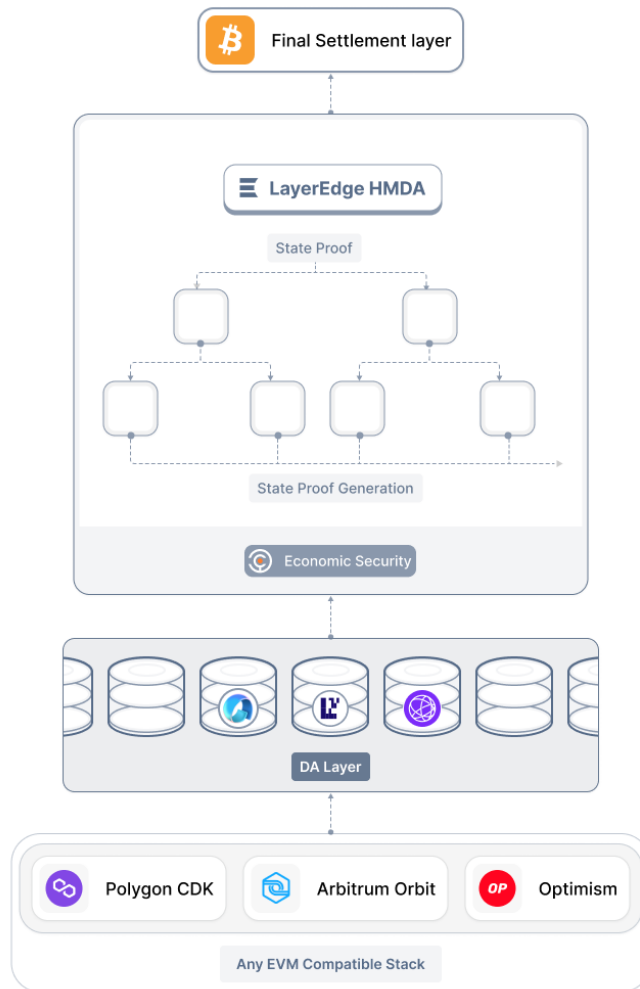 Final Settlement layer
LayerEdge HMDA
State Proof
State Proof Generation
Economic Security
DA Layer
Polygon CDK
Arbitrum Orbit
OP
Optimism
Any EVM Compatible Stack